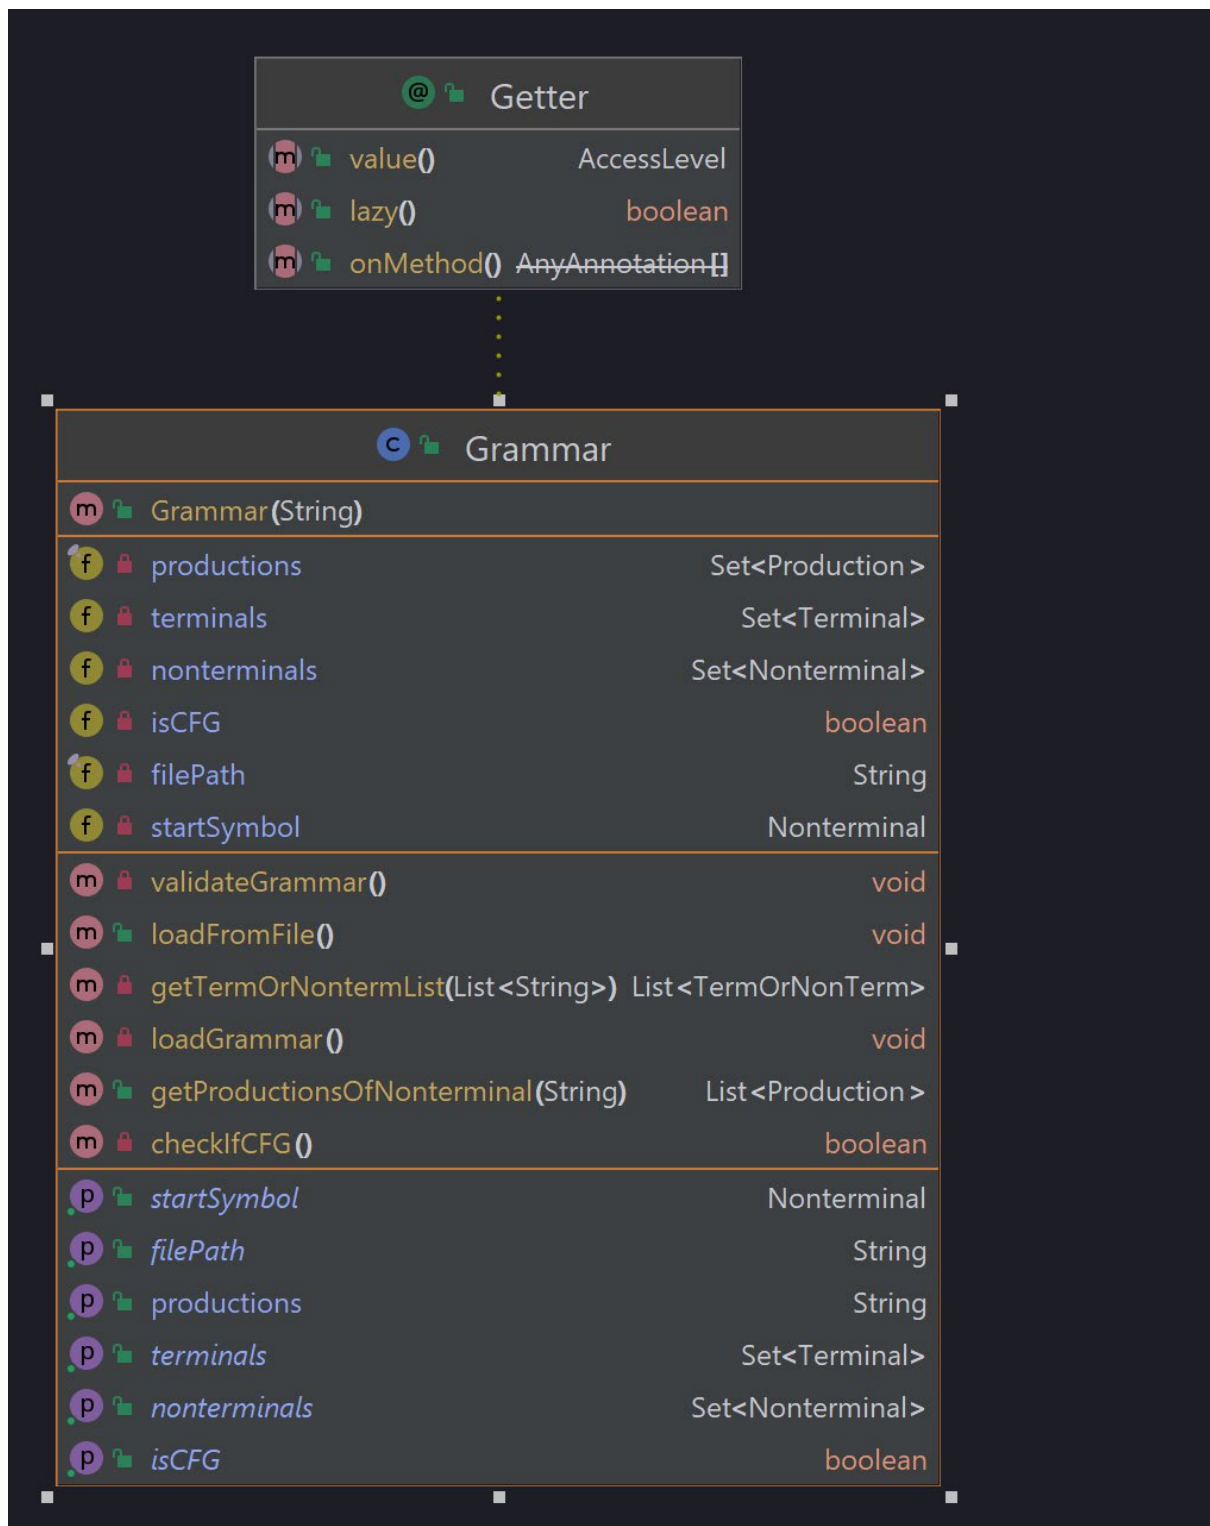 @ Getter
m value() AccessLevel
m lazy() boolean
m onMethod() AnyAnnotation[]
C Grammar
m Grammar(String)
f productions Set<Production>
f terminals Set<Terminal>
f nonterminals Set<Nonterminal>
f isCFG boolean
f filePath String
f startSymbol Nonterminal
m validateGrammar() void
m loadFromFile() void
m getTermOrNontermList(List<String>) List<TermOrNonTerm>
m loadGrammar() void
m getProductionsOfNonterminal(String) List<Production>
m checkIfCFG() boolean
p startSymbol Nonterminal
p filePath String
p productions String
p terminals Set<Terminal>
p nonterminals Set<Nonterminal>
p isCFG boolean